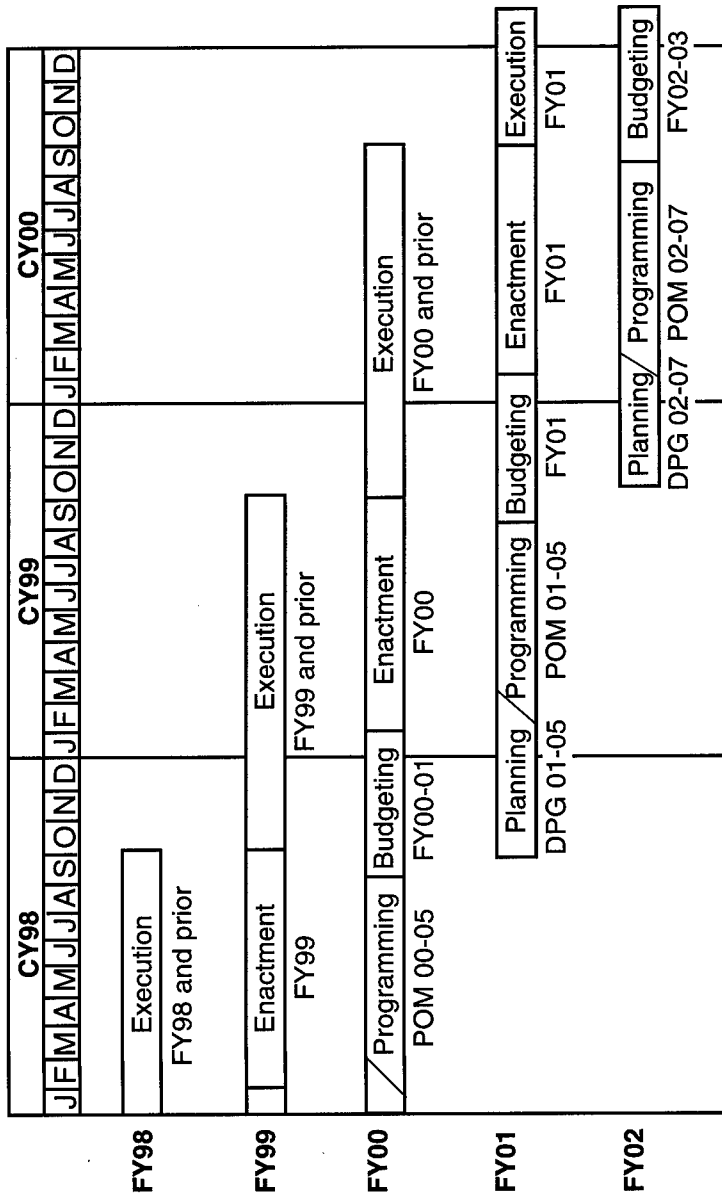 CY98 CY99 CY00
J F M A M J J A S O N D J F M A M J J A S O N D J F M A M J J A S O N D
FY98 Execution
FY98 and prior
FY99 Enactment Execution
FY99 FY99 and prior
FY00 Programming Budgeting Enactment Execution
POM 00-05 FY00-01 FY00 FY00 and prior
FY01 Planning Programming Budgeting Enactment Execution
DPG 01-05 POM 01-05 FY01 FY01 FY01
FY02 Planning Programming Budgeting
DPG 02-07 POM 02-07 FY02-03